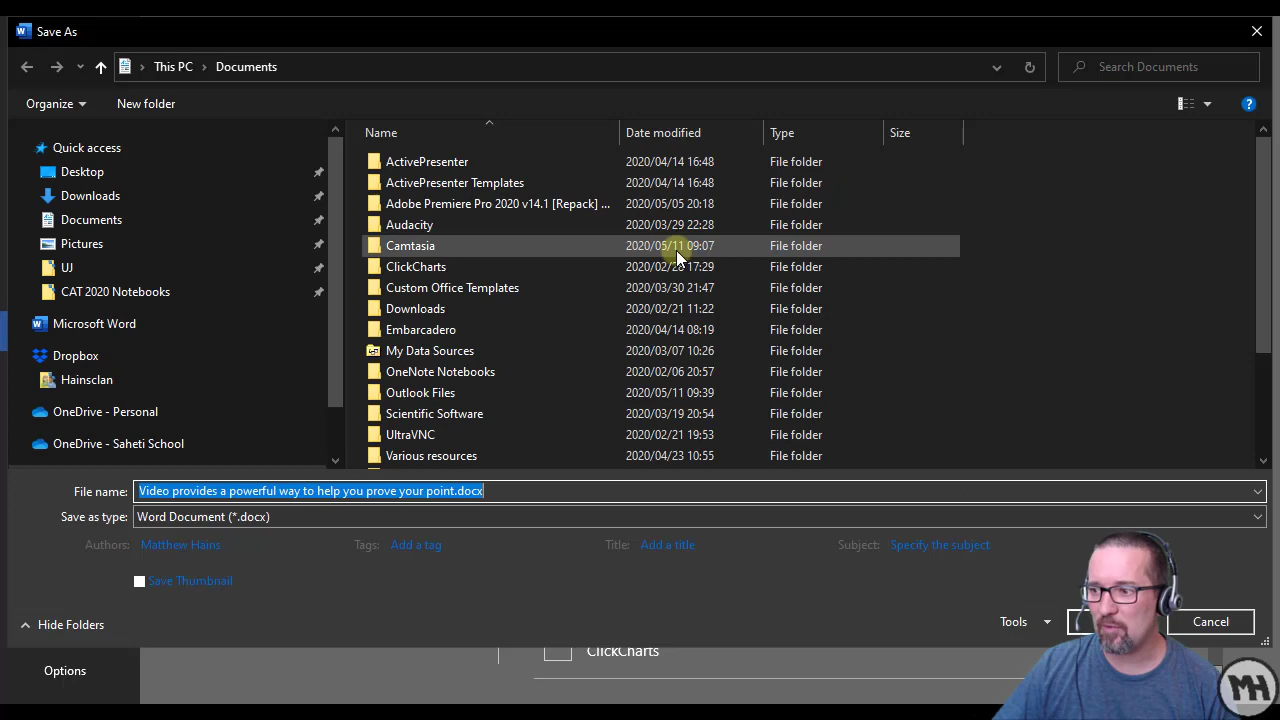 Save As
This PC Documents
Search Documents
Organize New folder
Name Date modified Type Size
Quick access
Desktop
Downloads
Documents
Pictures
UJ
CAT 2020 Notebooks
Microsoft Word
Dropbox
Hainsclan
OneDrive - Personal
OneDrive - Saheti School
ActivePresenter 2020/04/14 16:48 File folder
ActivePresenter Templates 2020/04/14 16:48 File folder
Adobe Premiere Pro 2020 v14.1 [Repack] ... 2020/05/05 20:18 File folder
Audacity 2020/03/29 22:28 File folder
Camtasia 2020/05/11 09:07 File folder
ClickCharts 2020/02/28 17:29 File folder
Custom Office Templates 2020/03/30 21:47 File folder
Downloads 2020/02/21 11:22 File folder
Embarcadero 2020/04/14 08:19 File folder
My Data Sources 2020/03/07 10:26 File folder
OneNote Notebooks 2020/02/06 20:57 File folder
Outlook Files 2020/05/11 09:39 File folder
Scientific Software 2020/03/19 20:54 File folder
UltraVNC 2020/02/21 19:53 File folder
Various resources 2020/04/23 10:55 File folder
File name: Video provides a powerful way to help you prove your point.docx
Save as type: Word Document (*.docx)
Authors: Matthew Hains Tags: Add a tag Title: Add a title Subject: Specify the subject
Save Thumbnail
Hide Folders
Tools Cancel
Options
ClickCharts
MH